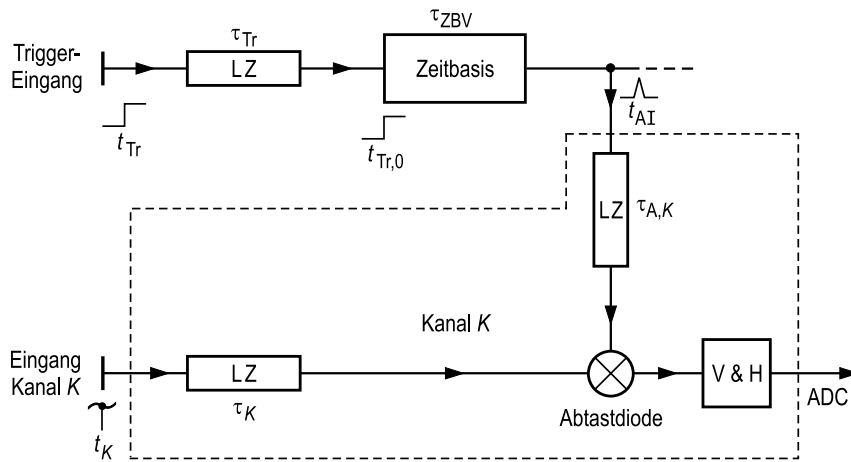 τTr
τZBV
Trigger-
Eingang
LZ
Zeitbasis
tTr
tTr,0
tAI
LZ
τA,K
Kanal K
Eingang
Kanal K
LZ
V & H
ADC
τK
Abtastdiode
tK